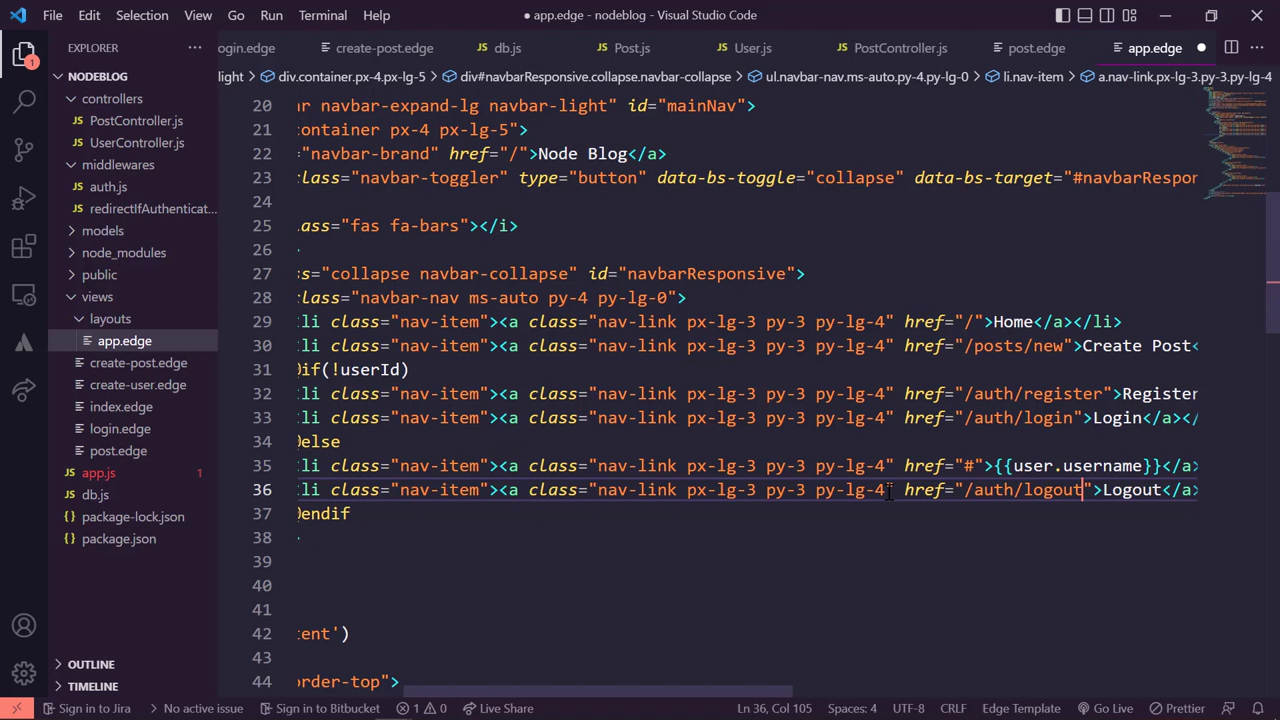 File Edit Selection View Go Run Terminal Help
● app.edge - nodeblog - Visual Studio Code
EXPLORER ···
ogin.edge create-post.edge db.js Post.js User.js PostController.js post.edge app.edge ●
light > div.container.px-4.px-lg-5 > div#navbarResponsive.collapse.navbar-collapse > ul.navbar-nav.ms-auto.py-4.py-lg-0 > li.nav-item > a.nav-link.px-lg-3.py-3.py-lg-4
1
NODEBLOG
controllers
JS PostController.js
JS UserController.js
middlewares
JS auth.js
JS redirectIfAuthenticat...
models
node_modules
public
views
layouts
app.edge
create-post.edge
create-user.edge
index.edge
login.edge
post.edge
JS app.js 1
JS db.js
package-lock.json
package.json
OUTLINE
TIMELINE
20 ar navbar-expand-lg navbar-light" id="mainNav">
21 container px-4 px-lg-5">
22 ="navbar-brand" href="/">Node Blog</a>
23 class="navbar-toggler" type="button" data-bs-toggle="collapse" data-bs-target="#navbarRespon
24
25 lass="fas fa-bars"></i>
26
27 s="collapse navbar-collapse" id="navbarResponsive">
28 class="navbar-nav ms-auto py-4 py-lg-0">
29 li class="nav-item"><a class="nav-link px-lg-3 py-3 py-lg-4" href="/">Home</a></li>
30 li class="nav-item"><a class="nav-link px-lg-3 py-3 py-lg-4" href="/posts/new">Create Post<
31 @if(!userId)
32 li class="nav-item"><a class="nav-link px-lg-3 py-3 py-lg-4" href="/auth/register">Register
33 li class="nav-item"><a class="nav-link px-lg-3 py-3 py-lg-4" href="/auth/login">Login</a></
34 @else
35 li class="nav-item"><a class="nav-link px-lg-3 py-3 py-lg-4" href="#">{{user.username}}</a>
36 li class="nav-item"><a class="nav-link px-lg-3 py-3 py-lg-4" href="/auth/logout">Logout</a>
37 @endif
38
39
40
41
42 tent')
43
44 order-top">
Sign in to Jira No active issue Sign in to Bitbucket 1 0 Live Share Ln 36, Col 105 Spaces: 4 UTF-8 CRLF Edge Template Go Live Prettier